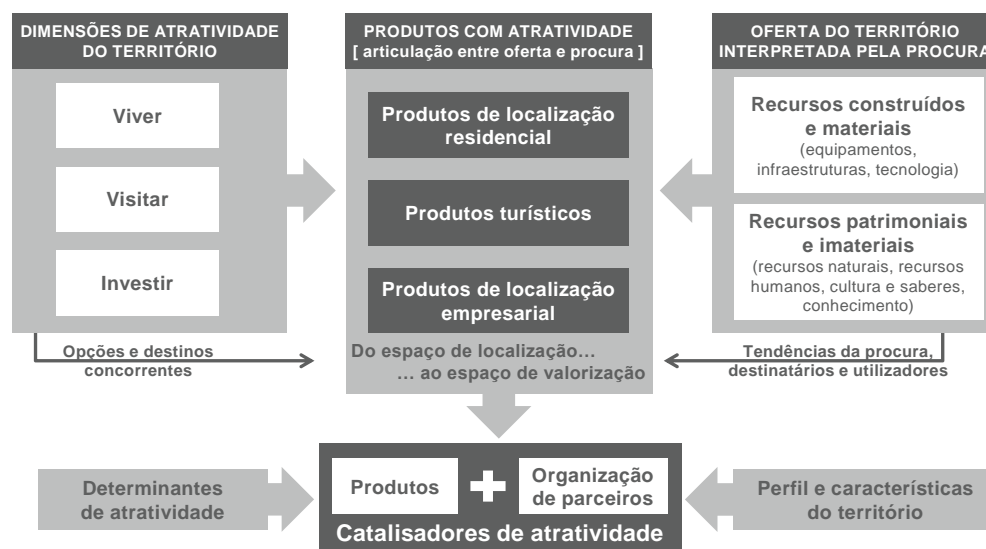 DIMENSÕES DE ATRATIVIDADE
DO TERRITÓRIO
Viver
Visitar
Investir
Opções e destinos
concorrentes
PRODUTOS COM ATRATIVIDADE
[ articulação entre oferta e procura ]
Produtos de localização
residencial
Produtos turísticos
Produtos de localização
empresarial
Do espaço de localização…
… ao espaço de valorização
OFERTA DO TERRITÓRIO
INTERPRETADA PELA PROCURA
Recursos construídos
e materiais
(equipamentos,
infraestruturas, tecnologia)
Recursos patrimoniais
e imateriais
(recursos naturais, recursos
humanos, cultura e saberes,
conhecimento)
Tendências da procura,
destinatários e utilizadores
Determinantes
de atratividade
Produtos
Organização
de parceiros
Catalisadores de atratividade
Perfil e características
do território